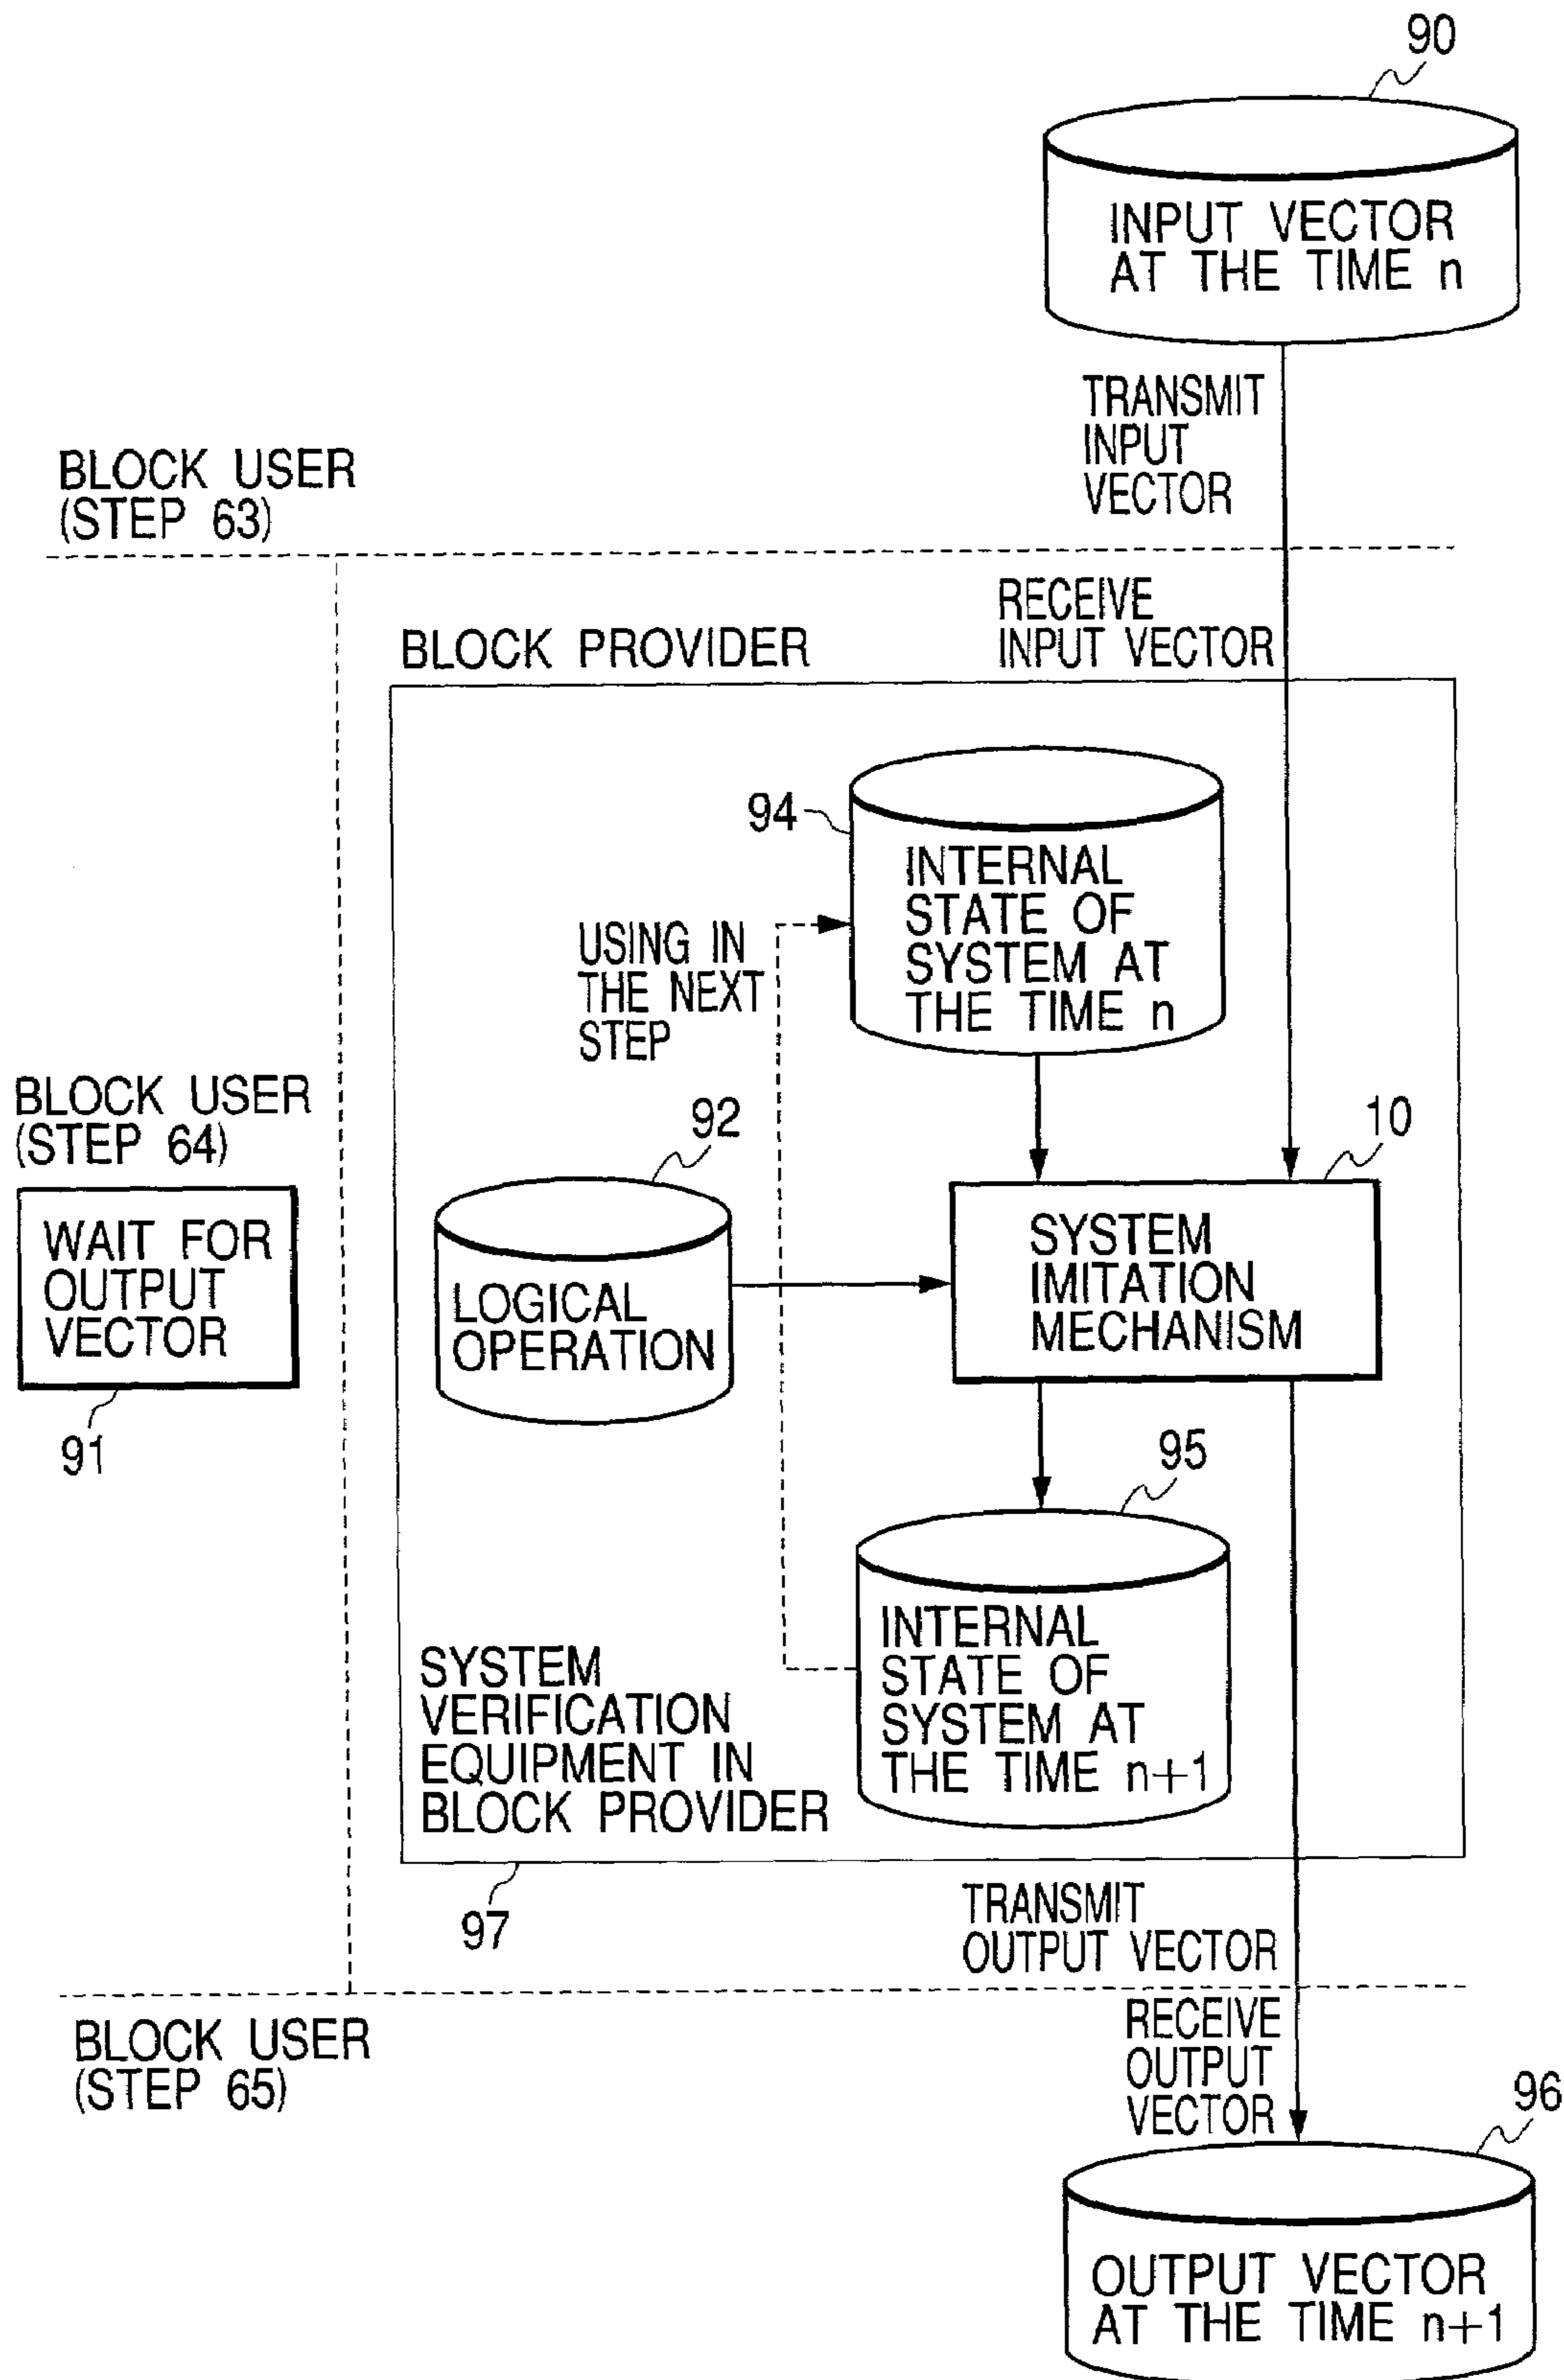 90
INPUT VECTOR
AT THE TIME n
TRANSMIT
INPUT
VECTOR
BLOCK USER
(STEP 63)
RECEIVE
INPUT VECTOR
BLOCK PROVIDER
94
INTERNAL
STATE OF
SYSTEM AT
THE TIME n
USING IN
THE NEXT
STEP
BLOCK USER
(STEP 64)
92
10
WAIT FOR
OUTPUT
VECTOR
91
LOGICAL
OPERATION
SYSTEM
IMITATION
MECHANISM
95
INTERNAL
STATE OF
SYSTEM AT
THE TIME n+1
SYSTEM
VERIFICATION
EQUIPMENT IN
BLOCK PROVIDER
97
TRANSMIT
OUTPUT VECTOR
BLOCK USER
(STEP 65)
RECEIVE
OUTPUT
VECTOR
96
OUTPUT VECTOR
AT THE TIME n+1